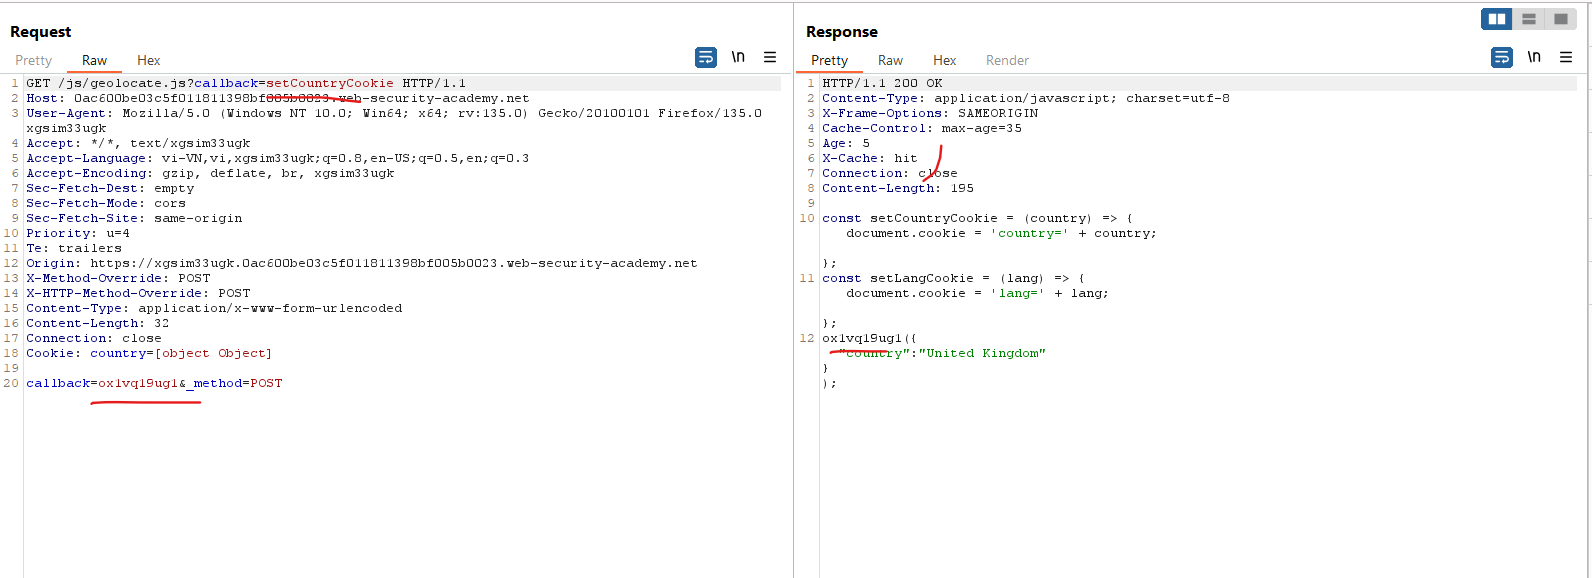 Request
Pretty Raw Hex
\n
1 GET /js/geolocate.js?callback=setCountryCookie HTTP/1.1
2 Host: 0ac600be03c5f011811398bf005b0023.web-security-academy.net
3 User-Agent: Mozilla/5.0 (Windows NT 10.0; Win64; x64; rv:135.0) Gecko/20100101 Firefox/135.0
xgsim33ugk
4 Accept: */*, text/xgsim33ugk
5 Accept-Language: vi-VN,vi,xgsim33ugk;q=0.8,en-US;q=0.5,en;q=0.3
6 Accept-Encoding: gzip, deflate, br, xgsim33ugk
7 Sec-Fetch-Dest: empty
8 Sec-Fetch-Mode: cors
9 Sec-Fetch-Site: same-origin
10 Priority: u=4
11 Te: trailers
12 Origin: https://xgsim33ugk.0ac600be03c5f011811398bf005b0023.web-security-academy.net
13 X-Method-Override: POST
14 X-HTTP-Method-Override: POST
15 Content-Type: application/x-www-form-urlencoded
16 Content-Length: 32
17 Connection: close
18 Cookie: country=[object Object]
19
20 callback=ox1vq19ug1&_method=POST
Response
Pretty Raw Hex Render
\n
1 HTTP/1.1 200 OK
2 Content-Type: application/javascript; charset=utf-8
3 X-Frame-Options: SAMEORIGIN
4 Cache-Control: max-age=35
5 Age: 5
6 X-Cache: hit
7 Connection: close
8 Content-Length: 195
9
10 const setCountryCookie = (country) => {
document.cookie = 'country=' + country;
};
11 const setLangCookie = (lang) => {
document.cookie = 'lang=' + lang;
};
12 ox1vq19ug1({
"country":"United Kingdom"
}
);